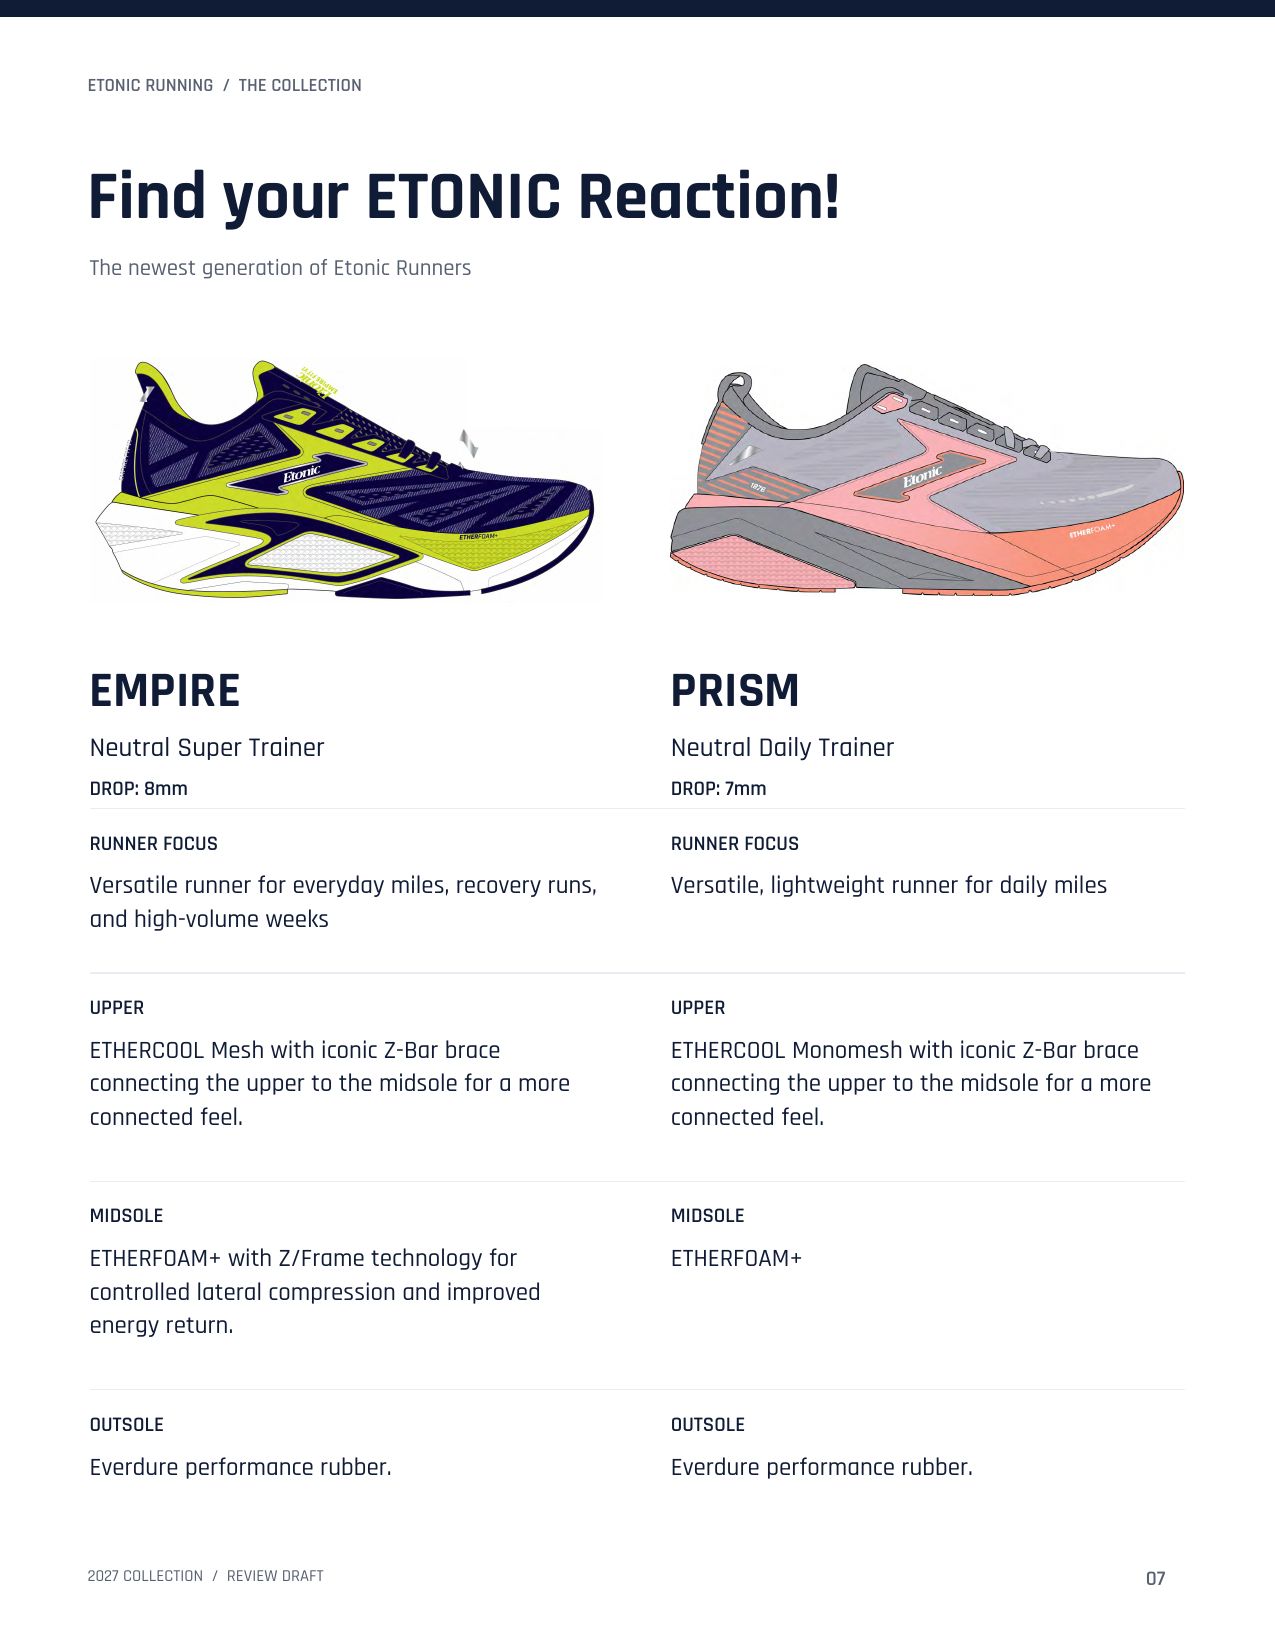 ETONIC RUNNING / THE COLLECTION
Find your ETONIC Reaction!
The newest generation of Etonic Runners
Etonic
ETHERFOAM+
Etonic
1876
ETHERFOAM+
EMPIRE
Neutral Super Trainer
DROP: 8mm
RUNNER FOCUS
Versatile runner for everyday miles, recovery runs,
and high-volume weeks
UPPER
ETHERCOOL Mesh with iconic Z-Bar brace
connecting the upper to the midsole for a more
connected feel.
MIDSOLE
ETHERFOAM+ with Z/Frame technology for
controlled lateral compression and improved
energy return.
OUTSOLE
Everdure performance rubber.
PRISM
Neutral Daily Trainer
DROP: 7mm
RUNNER FOCUS
Versatile, lightweight runner for daily miles
UPPER
ETHERCOOL Monomesh with iconic Z-Bar brace
connecting the upper to the midsole for a more
connected feel.
MIDSOLE
ETHERFOAM+
OUTSOLE
Everdure performance rubber.
2027 COLLECTION / REVIEW DRAFT
07